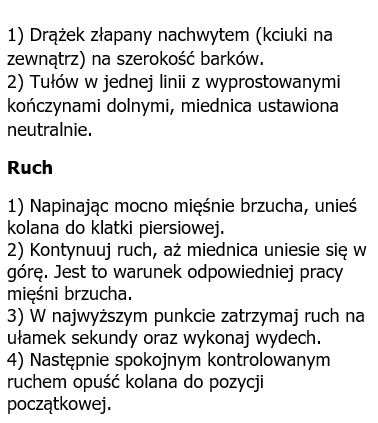 1) Drążek złapany nachwytem (kciuki na
zewnątrz) na szerokość barków.
2) Tułów w jednej linii z wyprostowanymi
kończynami dolnymi, miednica ustawiona
neutralnie.
Ruch
1) Napinając mocno mięśnie brzucha, unieś
kolana do klatki piersiowej.
2) Kontynuuj ruch, aż miednica uniesie się w
górę. Jest to warunek odpowiedniej pracy
mięśni brzucha.
3) W najwyższym punkcie zatrzymaj ruch na
ułamek sekundy oraz wykonaj wydech.
4) Następnie spokojnym kontrolowanym
ruchem opuść kolana do pozycji
początkowej.